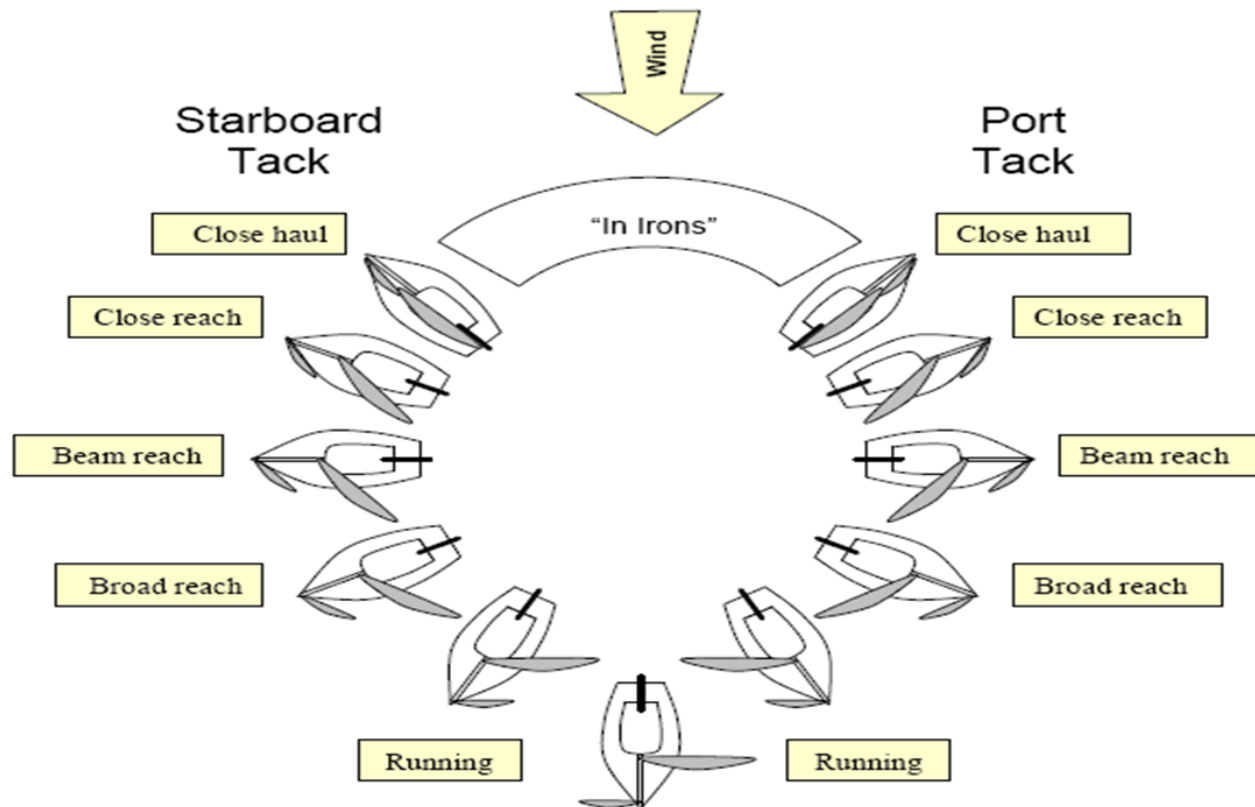 Wind
Starboard
Tack
Port
Tack
"In Irons"
Close haul
Close haul
Close reach
Close reach
Beam reach
Beam reach
Broad reach
Broad reach
Running
Running